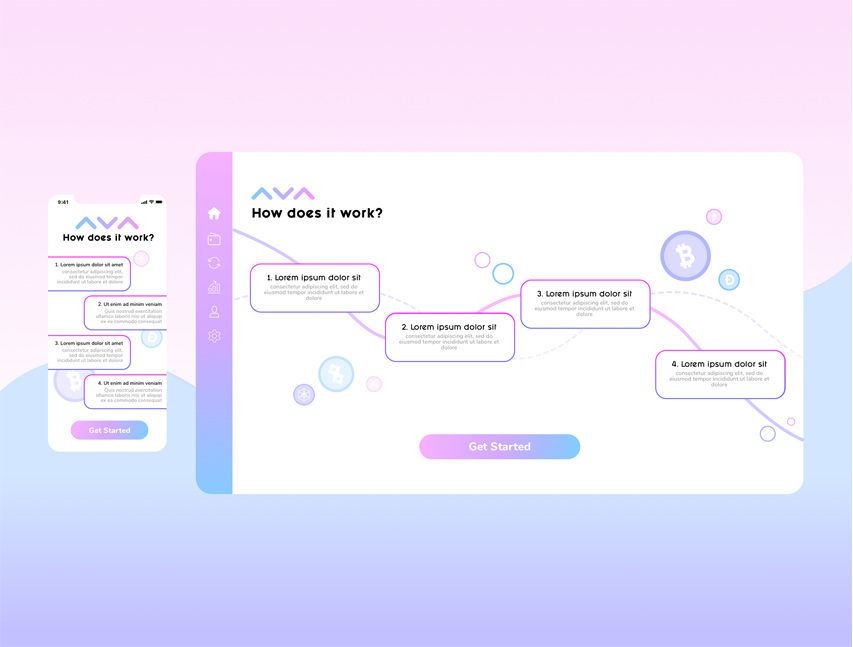 9:41
How does it work?
1. Lorem ipsum dolor sit amet
consectetur adipiscing elit,
sed do eiusmod tempor
incididunt ut labore et dolore
2. Ut enim ad minim veniam
Quis nostrud exercitation
ullamco laboris nisi ut aliquip
ex ea commodo consequat
3. Lorem ipsum dolor sit amet
consectetur adipiscing elit,
sed do eiusmod tempor
incididunt ut labore et dolore
4. Ut enim ad minim veniam
Quis nostrud exercitation
ullamco laboris nisi ut aliquip
ex ea commodo consequat
Get Started
How does it work?
1. Lorem ipsum dolor sit
consectetur adipiscing elit, sed do
eiusmod tempor incididunt ut labore et
dolore
2. Lorem ipsum dolor sit
consectetur adipiscing elit, sed do
eiusmod tempor incididunt ut labore et
dolore
3. Lorem ipsum dolor sit
consectetur adipiscing elit, sed do
eiusmod tempor incididunt ut labore et
dolore
4. Lorem ipsum dolor sit
consectetur adipiscing elit, sed do
eiusmod tempor incididunt ut labore et
dolore
Get Started